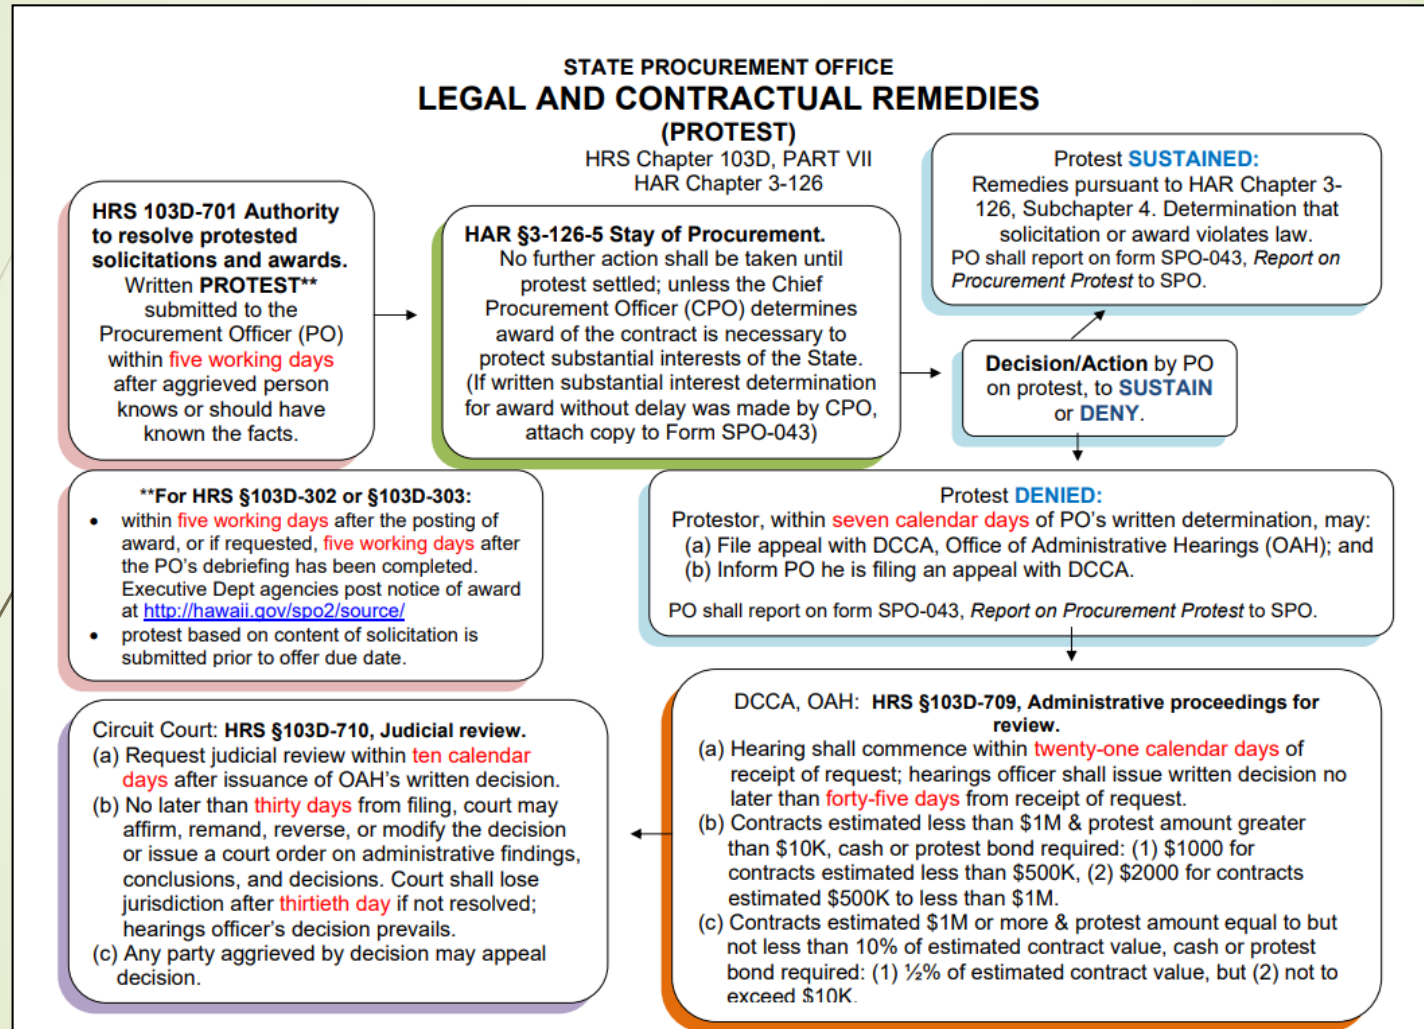 STATE PROCUREMENT OFFICE
LEGAL AND CONTRACTUAL REMEDIES
(PROTEST)
HRS Chapter 103D, PART VII
HAR Chapter 3-126
HRS 103D-701 Authority
to resolve protested
solicitations and awards.
Written PROTEST**
submitted to the
Procurement Officer (PO)
within five working days
after aggrieved person
knows or should have
known the facts.
HAR §3-126-5 Stay of Procurement.
No further action shall be taken until
protest settled; unless the Chief
Procurement Officer (CPO) determines
award of the contract is necessary to
protect substantial interests of the State.
(If written substantial interest determination
for award without delay was made by CPO,
attach copy to Form SPO-043)
Protest SUSTAINED:
Remedies pursuant to HAR Chapter 3-
126, Subchapter 4. Determination that
solicitation or award violates law.
PO shall report on form SPO-043, Report on
Procurement Protest to SPO.
Decision/Action by PO
on protest, to SUSTAIN
or DENY.
**For HRS §103D-302 or §103D-303:
• within five working days after the posting of
award, or if requested, five working days after
the PO's debriefing has been completed.
Executive Dept agencies post notice of award
at http://hawaii.gov/spo2/source/
• protest based on content of solicitation is
submitted prior to offer due date.
Protest DENIED:
Protestor, within seven calendar days of PO's written determination, may:
(a) File appeal with DCCA, Office of Administrative Hearings (OAH); and
(b) Inform PO he is filing an appeal with DCCA.
PO shall report on form SPO-043, Report on Procurement Protest to SPO.
DCCA, OAH: HRS §103D-709, Administrative proceedings for
review.
(a) Hearing shall commence within twenty-one calendar days of
receipt of request; hearings officer shall issue written decision no
later than forty-five days from receipt of request.
(b) Contracts estimated less than $1M & protest amount greater
than $10K, cash or protest bond required: (1) $1000 for
contracts estimated less than $500K, (2) $2000 for contracts
estimated $500K to less than $1M.
(c) Contracts estimated $1M or more & protest amount equal to but
not less than 10% of estimated contract value, cash or protest
bond required: (1) ½% of estimated contract value, but (2) not to
exceed $10K.
Circuit Court: HRS §103D-710, Judicial review.
(a) Request judicial review within ten calendar
days after issuance of OAH's written decision.
(b) No later than thirty days from filing, court may
affirm, remand, reverse, or modify the decision
or issue a court order on administrative findings,
conclusions, and decisions. Court shall lose
jurisdiction after thirtieth day if not resolved;
hearings officer's decision prevails.
(c) Any party aggrieved by decision may appeal
decision.